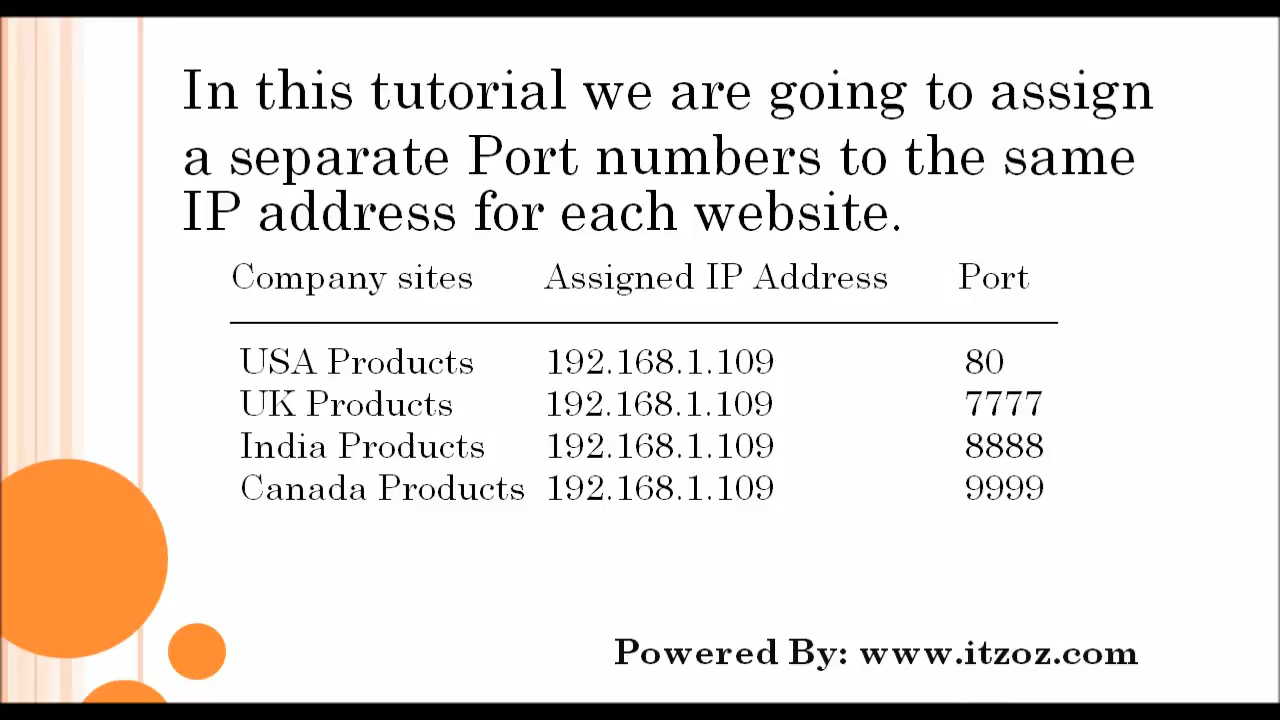 In this tutorial we are going to assign
a separate Port numbers to the same
IP address for each website.
Company sites Assigned IP Address Port
USA Products 192.168.1.109 80
UK Products 192.168.1.109 7777
India Products 192.168.1.109 8888
Canada Products 192.168.1.109 9999
Powered By: www.itzoz.com